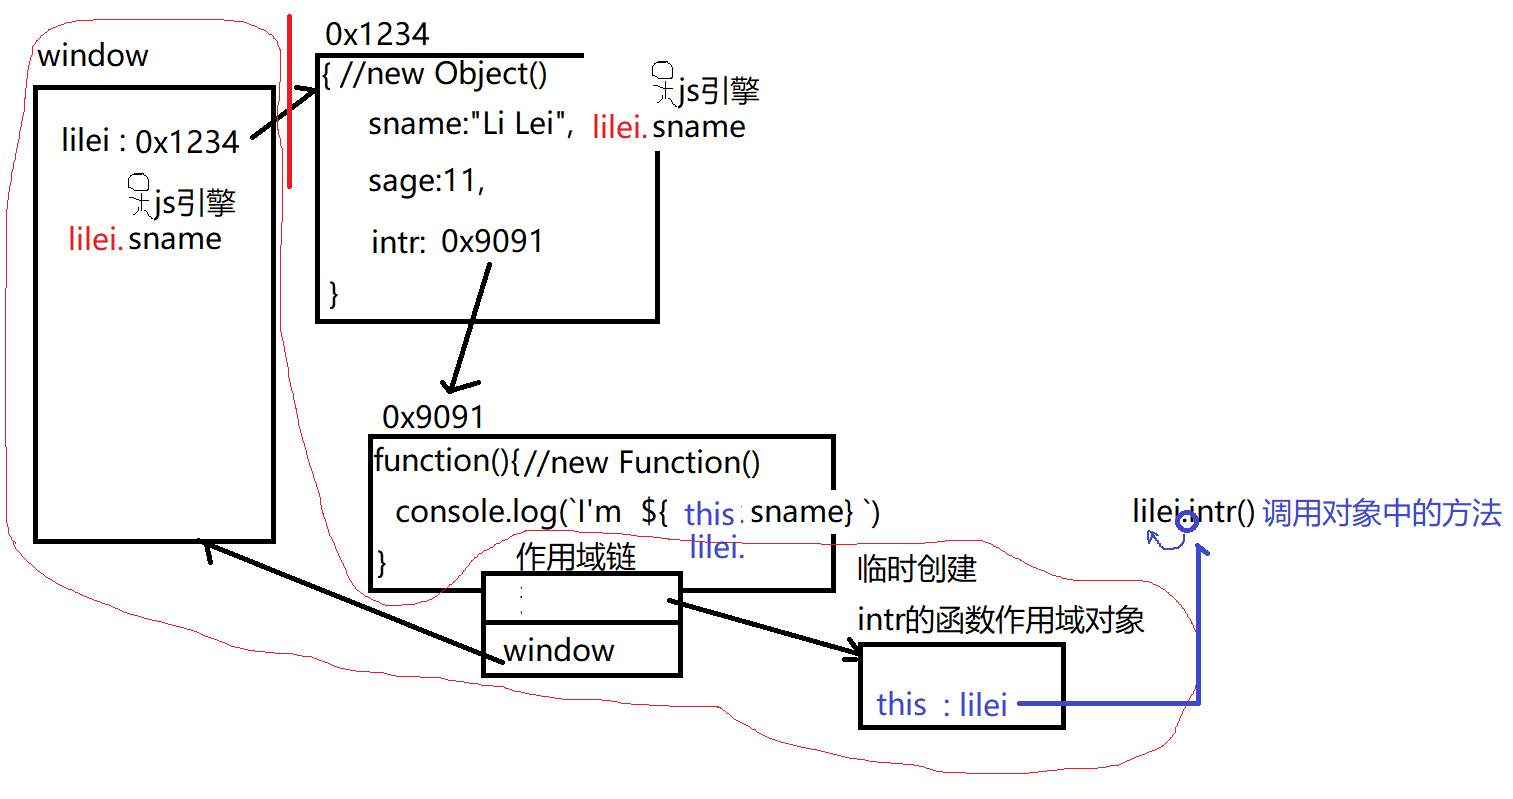 window
lilei : 0x1234
js引擎
lilei. sname
0x1234
{ //new Object()
js引擎
sname:"Li Lei", lilei. sname
sage:11,
intr: 0x9091
}
0x9091
function(){ //new Function()
console.log(`I'm ${ this . sname} `)
lilei.
}
lilei.intr() 调用对象中的方法
作用域链
window
临时创建
intr的函数作用域对象
this : lilei